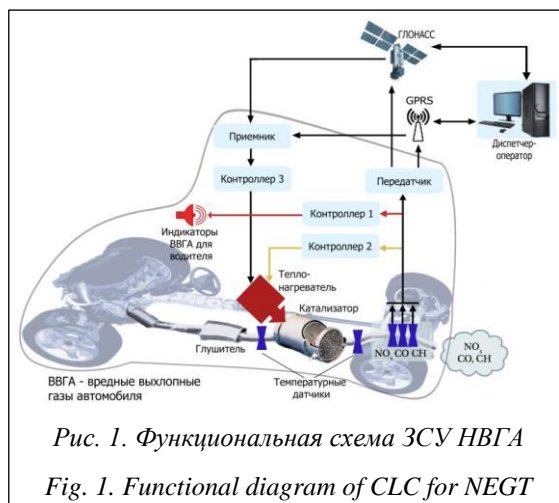 ГЛОНАСС
GPRS
Диспетчер-
оператор
Приемник
Контроллер 3
Передатчик
Контроллер 1
Индикаторы
ВВГА для
водителя
Контроллер 2
Тепло-
нагреватель
Катализатор
Глушитель
NOx CO CH
NOx
CO, CH
Температурные
датчики
ВВГА - вредные выхлопные
газы автомобиля
Рис. 1. Функциональная схема ЗСУ НВГА
Fig. 1. Functional diagram of CLC for NEGT